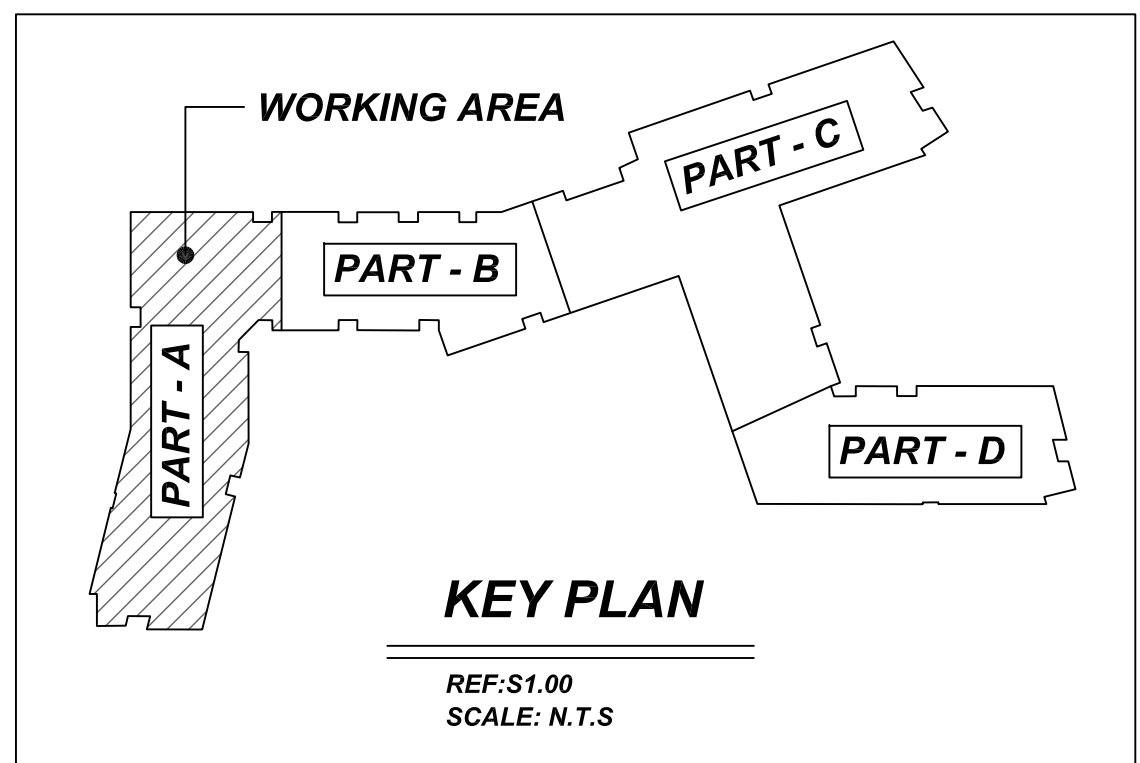 WORKING AREA
PART - C
PART - B
PART - A
PART - D
KEY PLAN
REF:S1.00
SCALE: N.T.S